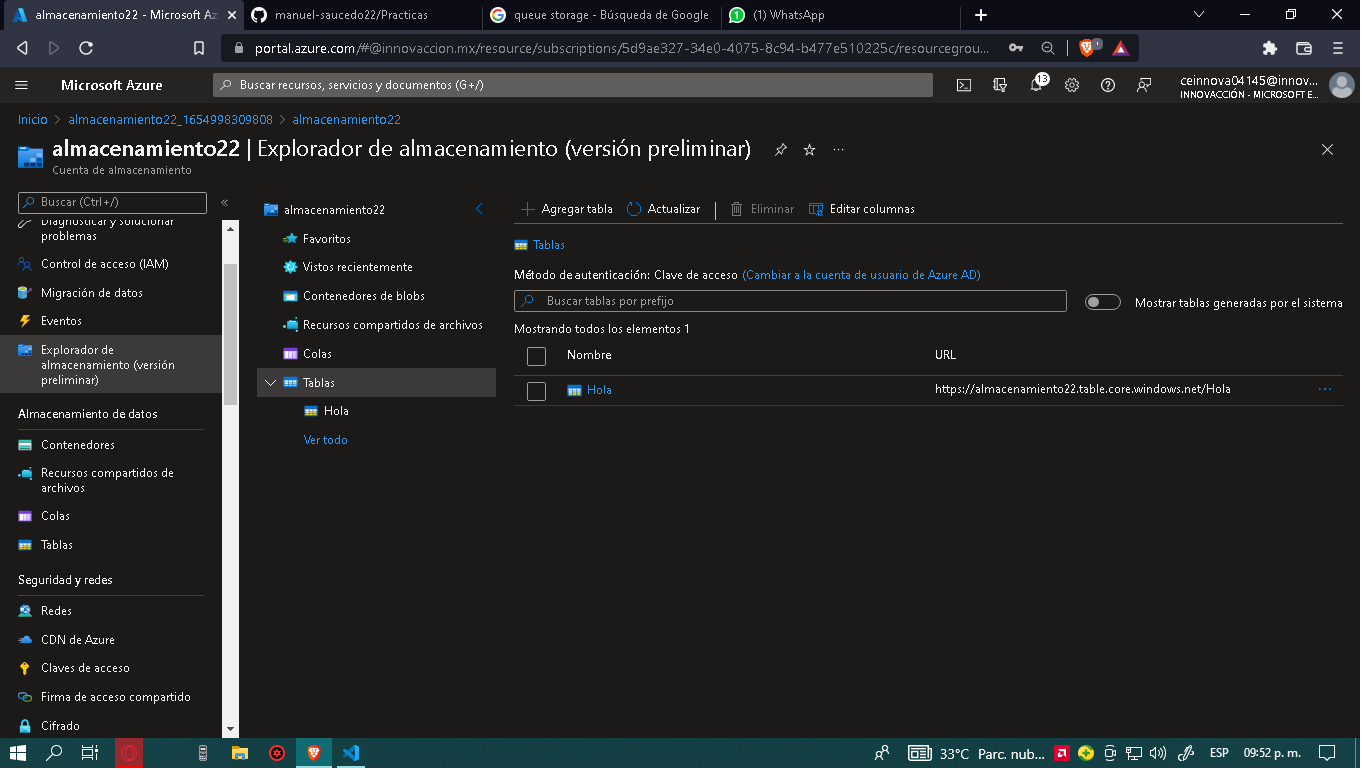 almacenamiento22 - Microsoft Az
manuel-saucedo22/Practicas
queue storage - Búsqueda de Google
(1) WhatsApp
portal.azure.com/#@innovaccion.mx/resource/subscriptions/5d9ae327-34e0-4075-8c94-b477e510225c/resourcegrou...
Microsoft Azure
Buscar recursos, servicios y documentos (G+/)
13
ceinnova04145@innov...
INNOVACCIÓN - MICROSOFT E...
Inicio > almacenamiento22_1654998309808 > almacenamiento22
almacenamiento22 | Explorador de almacenamiento (versión preliminar)
Cuenta de almacenamiento
Buscar (Ctrl+/)
Diagnosticar y solucionar
problemas
Control de acceso (IAM)
Migración de datos
Eventos
Explorador de
almacenamiento (versión
preliminar)
Almacenamiento de datos
Contenedores
Recursos compartidos de
archivos
Colas
Tablas
Seguridad y redes
Redes
CDN de Azure
Claves de acceso
Firma de acceso compartido
Cifrado
almacenamiento22
Favoritos
Vistos recientemente
Contenedores de blobs
Recursos compartidos de archivos
Colas
Tablas
Hola
Ver todo
Agregar tabla
Actualizar
Eliminar
Editar columnas
Tablas
Método de autenticación: Clave de acceso (Cambiar a la cuenta de usuario de Azure AD)
Buscar tablas por prefijo
Mostrar tablas generadas por el sistema
Mostrando todos los elementos 1
Nombre
URL
Hola
https://almacenamiento22.table.core.windows.net/Hola
33°C Parc. nub...
ESP
09:52 p. m.